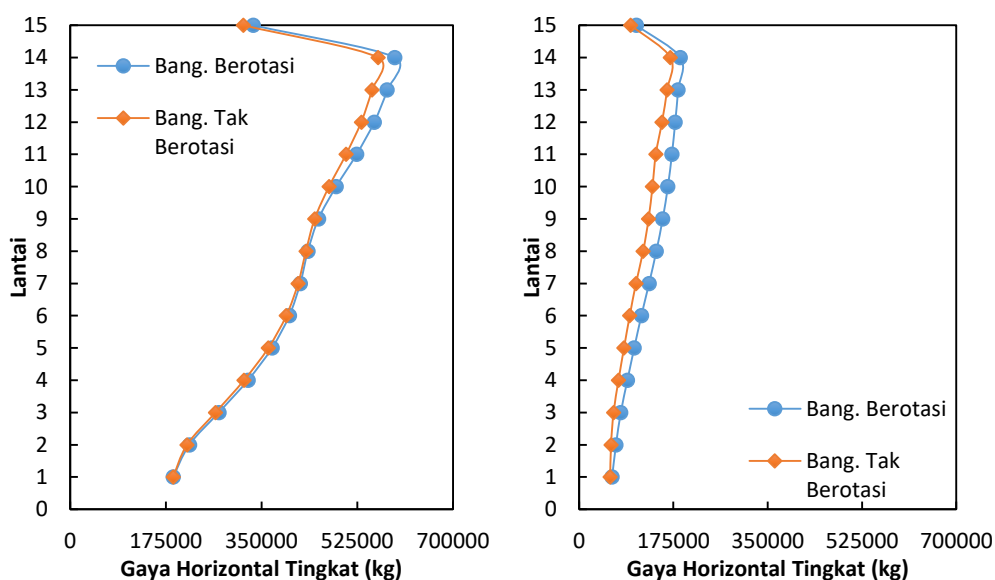 15
14
13
12
11
10
9
8
7
6
5
4
3
2
1
0
Lantai
Bang. Berotasi
Bang. Tak
Berotasi
0 175000 350000 525000 700000
Gaya Horizontal Tingkat (kg)
15
14
13
12
11
10
9
8
7
6
5
4
3
2
1
0
Lantai
Bang. Berotasi
Bang. Tak
Berotasi
0 175000 350000 525000 700000
Gaya Horizontal Tingkat (kg)